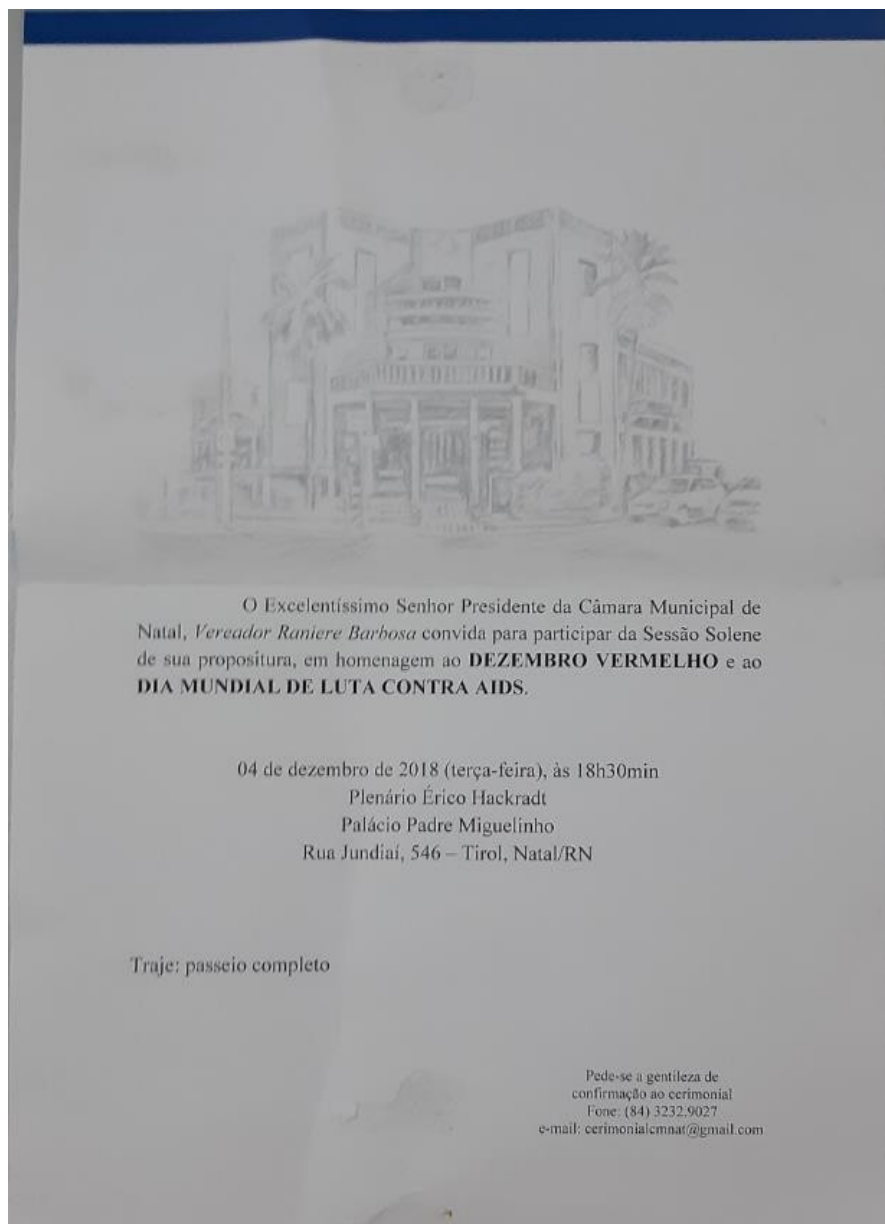 O Excelentíssimo Senhor Presidente da Câmara Municipal de
Natal, Vereador Raniere Barbosa convida para participar da Sessão Solene
de sua propositura, em homenagem ao DEZEMBRO VERMELHO e ao
DIA MUNDIAL DE LUTA CONTRA AIDS.
04 de dezembro de 2018 (terça-feira), às 18h30min
Plenário Érico Hackradt
Palácio Padre Miguelinho
Rua Jundiaí, 546 – Tirol, Natal/RN
Traje: passeio completo
Pede-se a gentileza de
confirmação ao cerimonial
Fone: (84) 3232.9027
e-mail: cerimonialcmnat@gmail.com